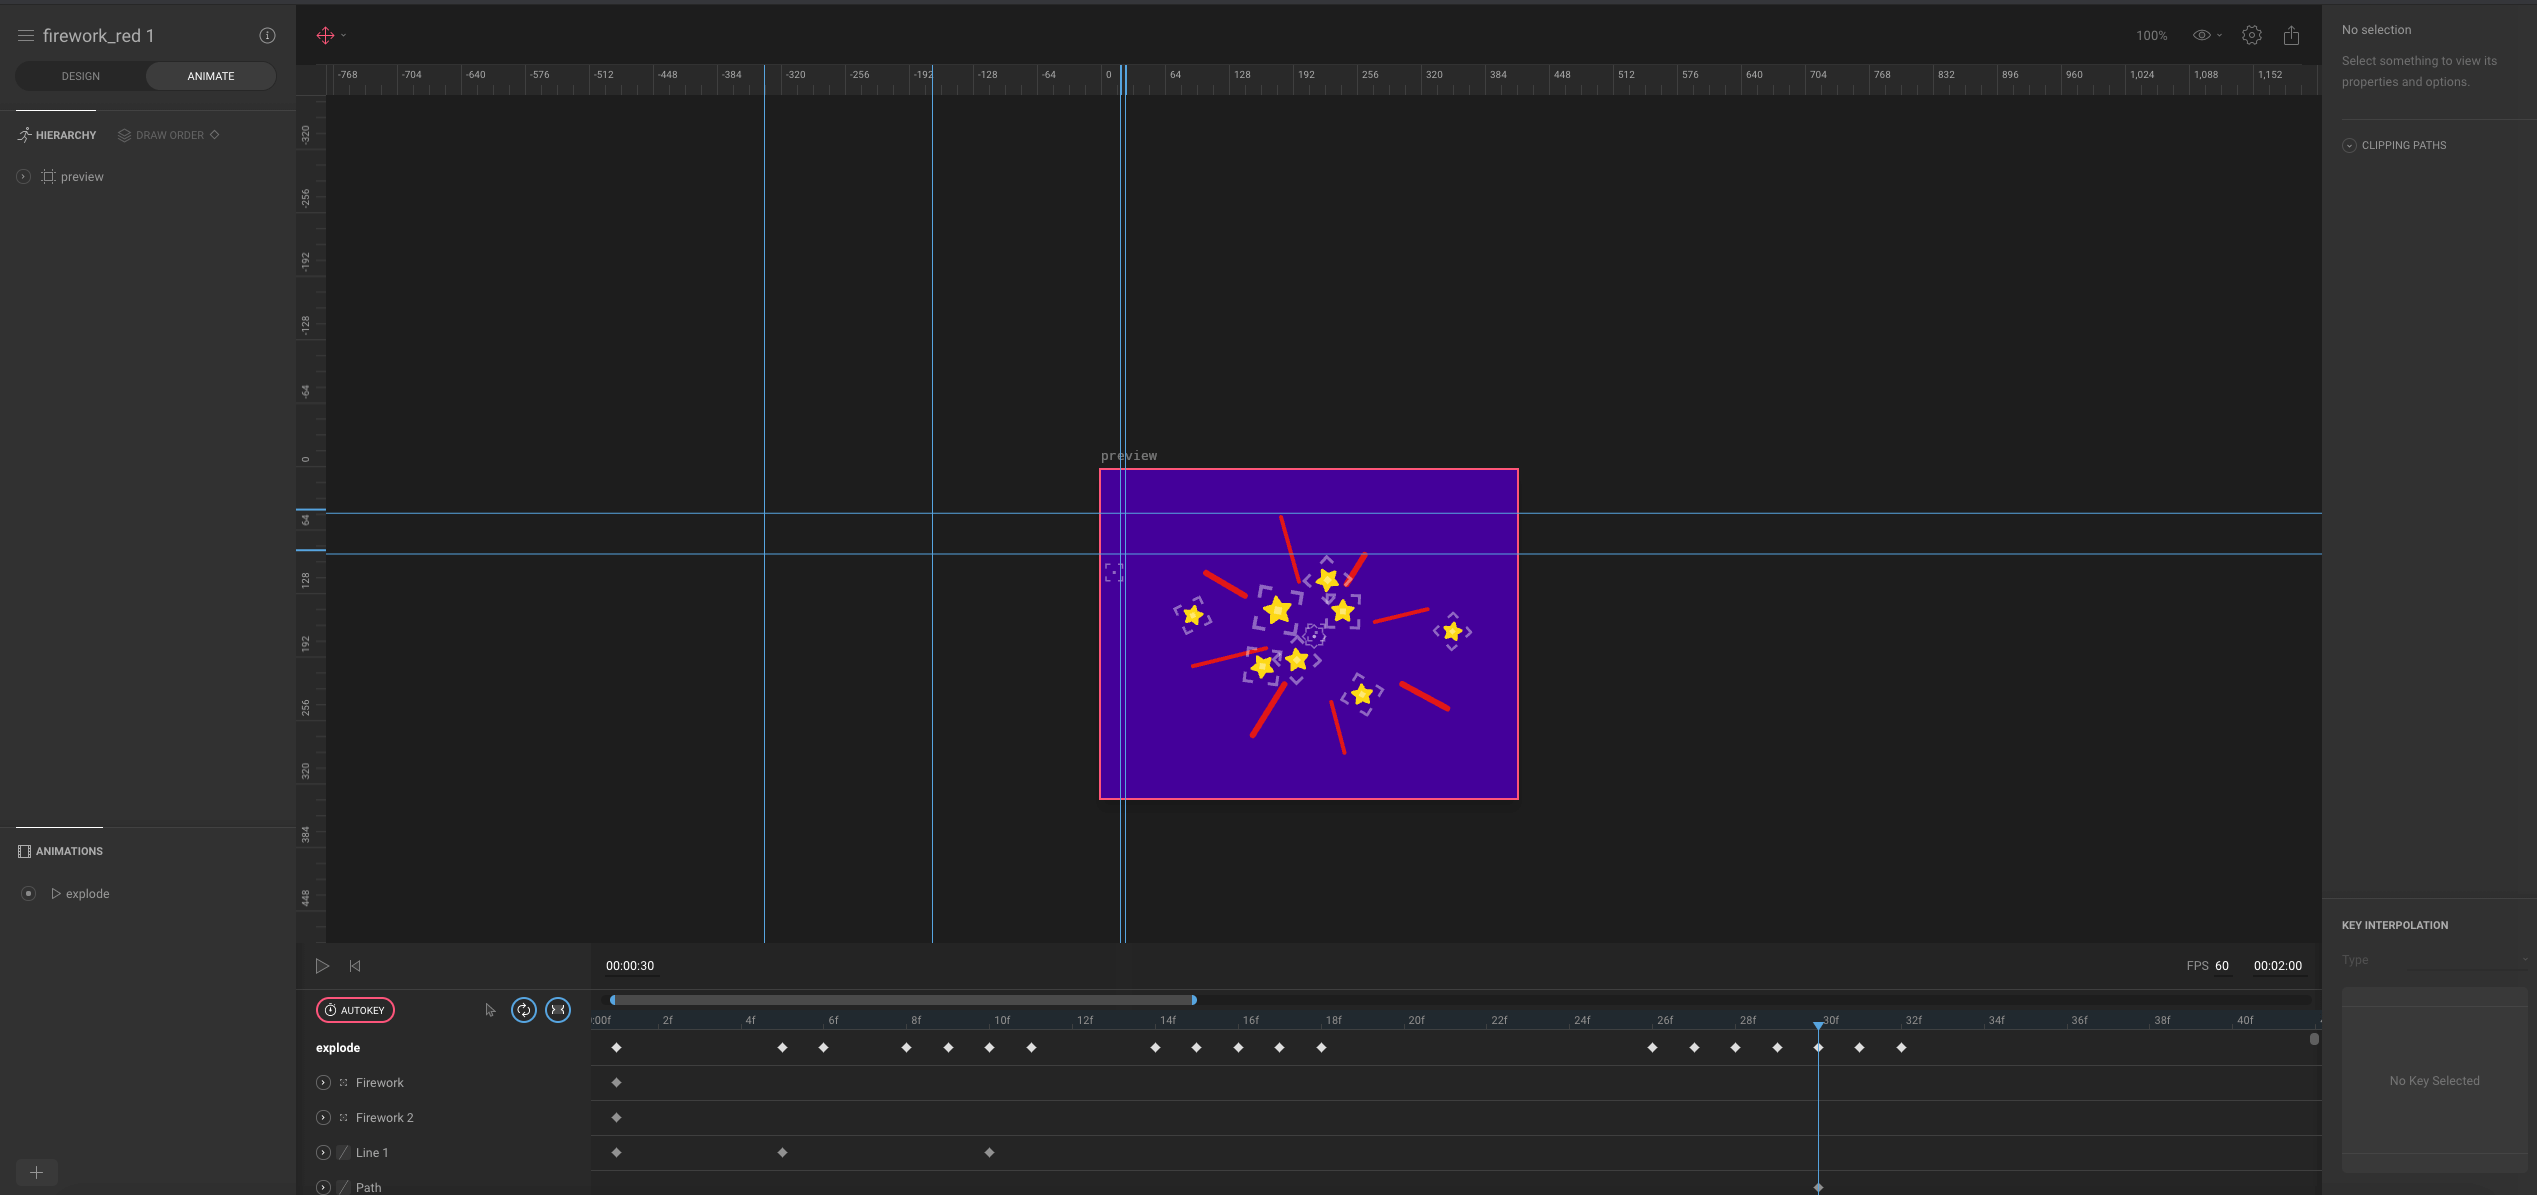 firework_red 1
DESIGN ANIMATE
HIERARCHY DRAW ORDER
preview
ANIMATIONS
explode
100%
-768 -704 -640 -576 -512 -448 -384 -320 -256 -192 -128 -64 0 64 128 192 256 320 384 448 512 576 640 704 768 832 896 960 1,024 1,088 1,152
-320
-256
-192
-128
-64
0
64
128
192
256
320
384
448
preview
No selection
Select something to view its
properties and options.
CLIPPING PATHS
KEY INTERPOLATION
Type
No Key Selected
00:00:30 FPS 60 00:02:00
AUTOKEY
:00f 2f 4f 6f 8f 10f 12f 14f 16f 18f 20f 22f 24f 26f 28f 30f 32f 34f 36f 38f 40f
explode
Firework
Firework 2
Line 1
Path